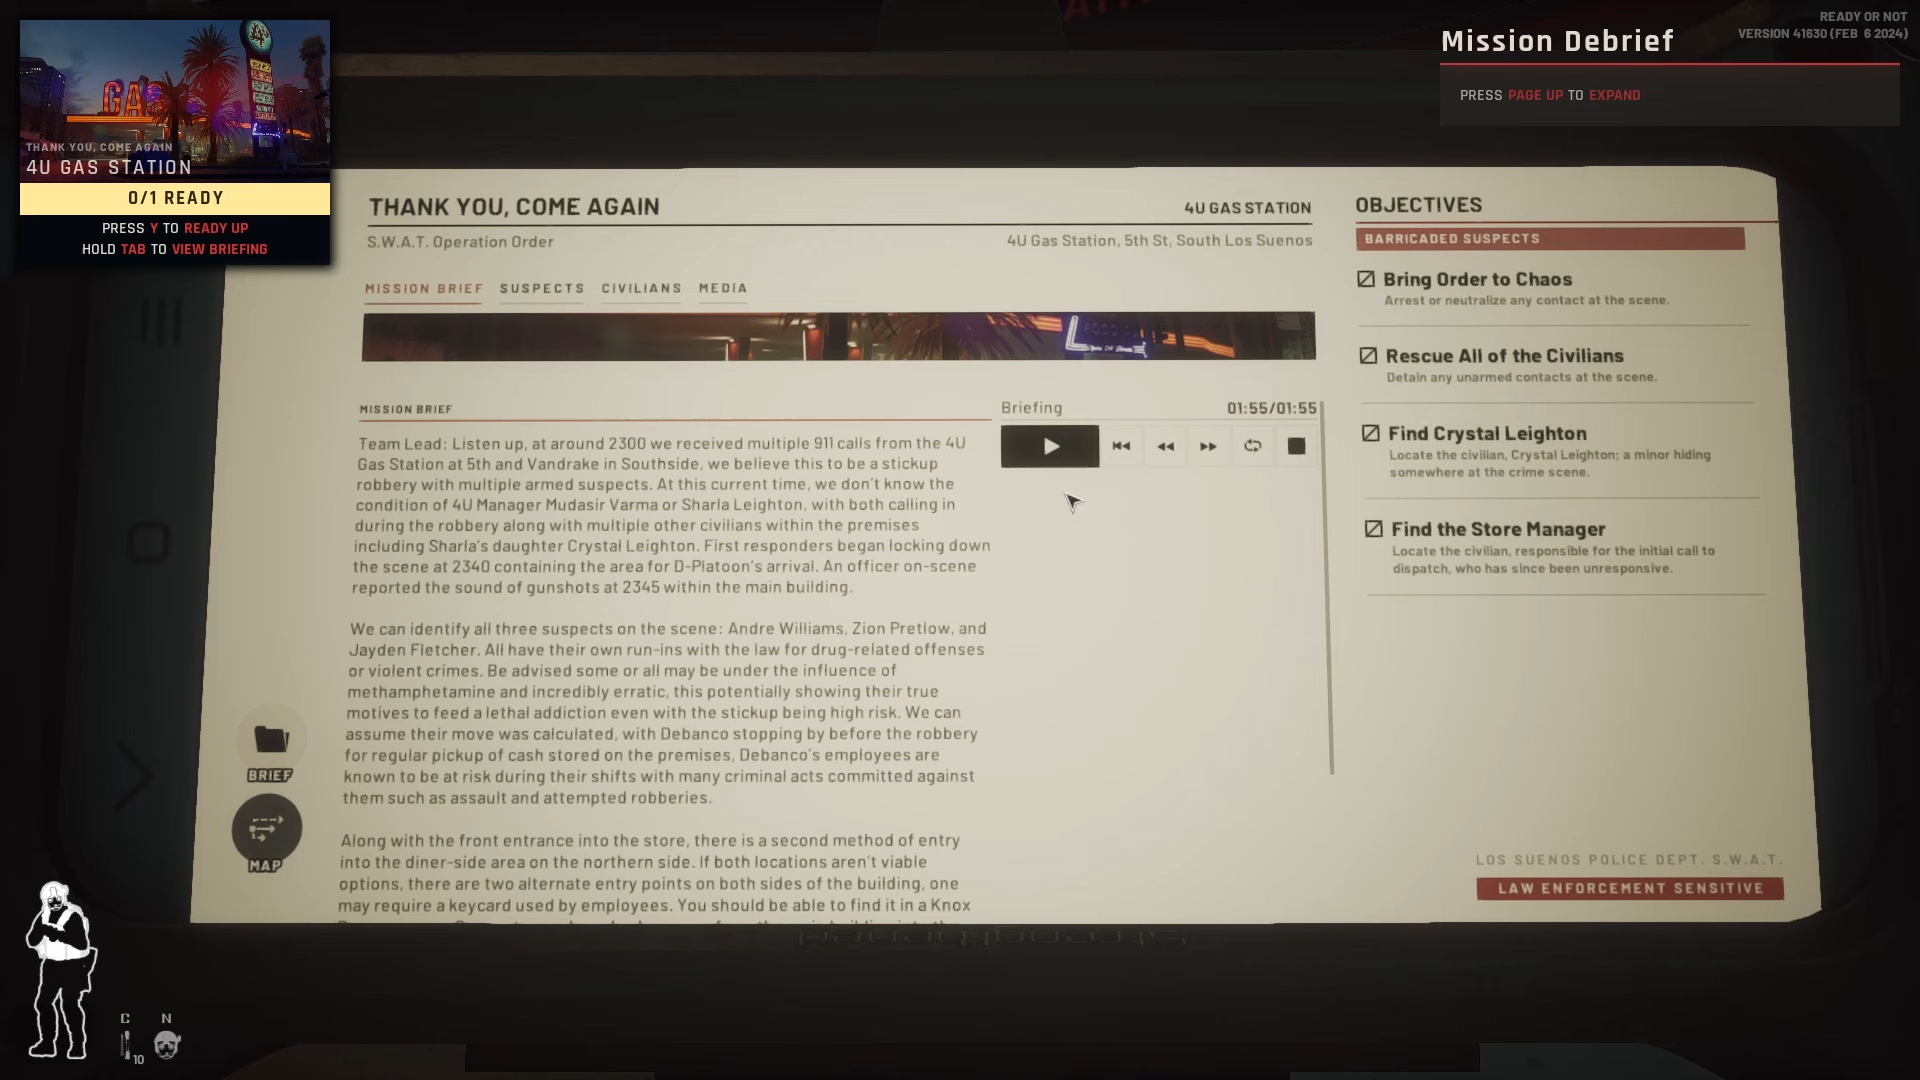 READY OR NOT
VERSION 41630 (FEB 6 2024)
Mission Debrief
PRESS PAGE UP TO EXPAND
GAS
THANK YOU, COME AGAIN
4U GAS STATION
0/1 READY
PRESS Y TO READY UP
HOLD TAB TO VIEW BRIEFING
THANK YOU, COME AGAIN
4U GAS STATION
S.W.A.T. Operation Order
4U Gas Station, 5th St, South Los Suenos
MISSION BRIEF
SUSPECTS
CIVILIANS
MEDIA
MISSION BRIEF
Team Lead: Listen up, at around 2300 we received multiple 911 calls from the 4U
Gas Station at 5th and Vandrake in Southside, we believe this to be a stickup
robbery with multiple armed suspects. At this current time, we don't know the
condition of 4U Manager Mudasir Varma or Sharla Leighton, with both calling in
during the robbery along with multiple other civilians within the premises
including Sharla's daughter Crystal Leighton. First responders began locking down
the scene at 2340 containing the area for D-Platoon's arrival. An officer on-scene
reported the sound of gunshots at 2345 within the main building.
We can identify all three suspects on the scene: Andre Williams, Zion Pretlow, and
Jayden Fletcher. All have their own run-ins with the law for drug-related offenses
or violent crimes. Be advised some or all may be under the influence of
methamphetamine and incredibly erratic, this potentially showing their true
motives to feed a lethal addiction even with the stickup being high risk. We can
assume their move was calculated, with Debanco stopping by before the robbery
for regular pickup of cash stored on the premises, Debanco's employees are
known to be at risk during their shifts with many criminal acts committed against
them such as assault and attempted robberies.
Along with the front entrance into the store, there is a second method of entry
into the diner-side area on the northern side. If both locations aren't viable
options, there are two alternate entry points on both sides of the building, one
may require a keycard used by employees. You should be able to find it in a Knox
Briefing
01:55/01:55
OBJECTIVES
BARRICADED SUSPECTS
Bring Order to Chaos
Arrest or neutralize any contact at the scene.
Rescue All of the Civilians
Detain any unarmed contacts at the scene.
Find Crystal Leighton
Locate the civilian, Crystal Leighton; a minor hiding
somewhere at the crime scene.
Find the Store Manager
Locate the civilian, responsible for the initial call to
dispatch, who has since been unresponsive.
LOS SUENOS POLICE DEPT. S.W.A.T.
LAW ENFORCEMENT SENSITIVE
BRIEF
MAP
C
N
10